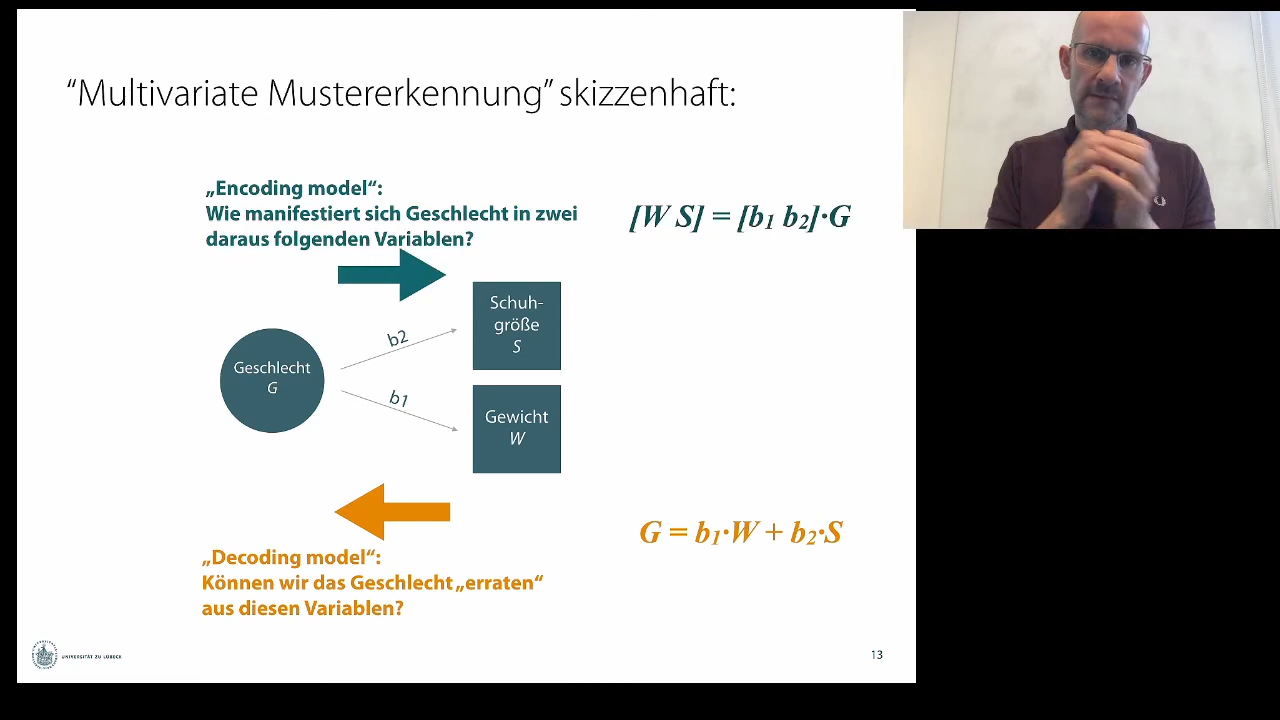 “Multivariate Mustererkennung” skizzenhaft:
„Encoding model“:
Wie manifestiert sich Geschlecht in zwei
daraus folgenden Variablen?
[W S] = [b1 b2]·G
Schuh-
größe
S
b2
Geschlecht
G
b1
Gewicht
W
G = b1·W + b2·S
„Decoding model“:
Können wir das Geschlecht „erraten“
aus diesen Variablen?
UNIVERSITÄT ZU LÜBECK
13